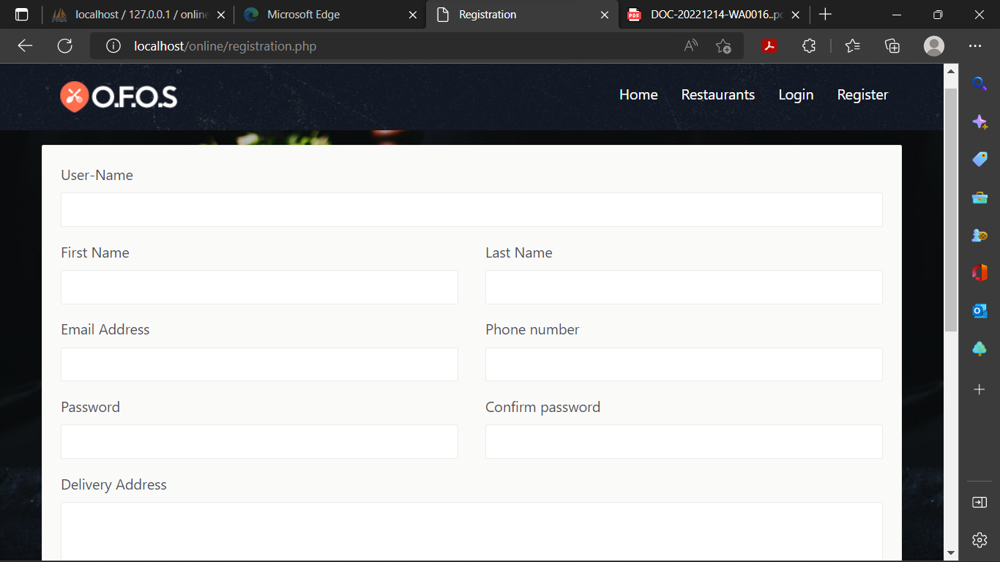 localhost / 127.0.0.1 / online
Microsoft Edge
Registration
DOC-20221214-WA0016..pd
localhost/online/registration.php
O.F.O.S
Home
Restaurants
Login
Register
User-Name
First Name
Last Name
Email Address
Phone number
Password
Confirm password
Delivery Address